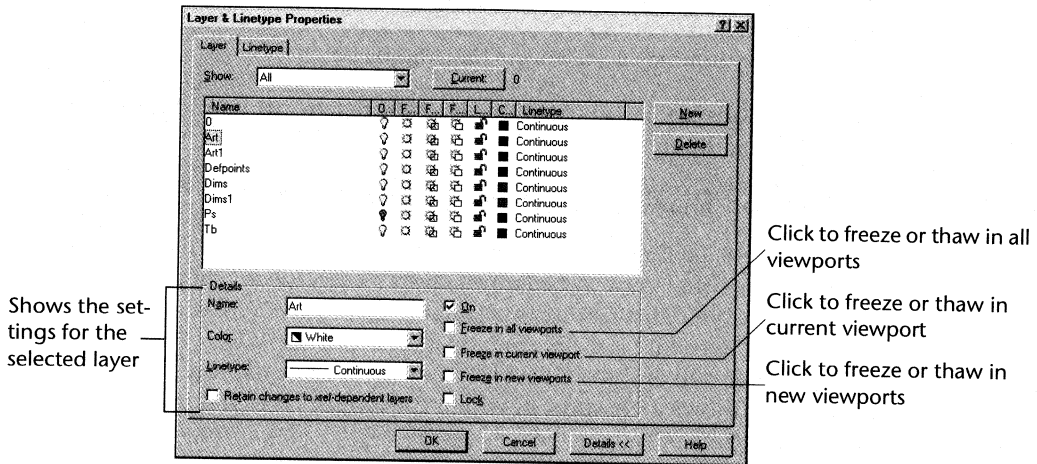 Layer & Linetype Properties
Layer Linetype
Show: All Current: 0
Name O... F... F... F... L... C... Linetype
0 Continuous
Art Continuous
Art1 Continuous
Defpoints Continuous
Dims Continuous
Dims1 Continuous
Ps Continuous
Tb Continuous
New
Delete
Details
Name: Art
Color: White
Linetype: Continuous
Retain changes to xref-dependent layers
On
Freeze in all viewports
Freeze in current viewport
Freeze in new viewports
Lock
OK Cancel Details << Help
Shows the set-
tings for the
selected layer
Click to freeze or thaw in all
viewports
Click to freeze or thaw in
current viewport
Click to freeze or thaw in
new viewports